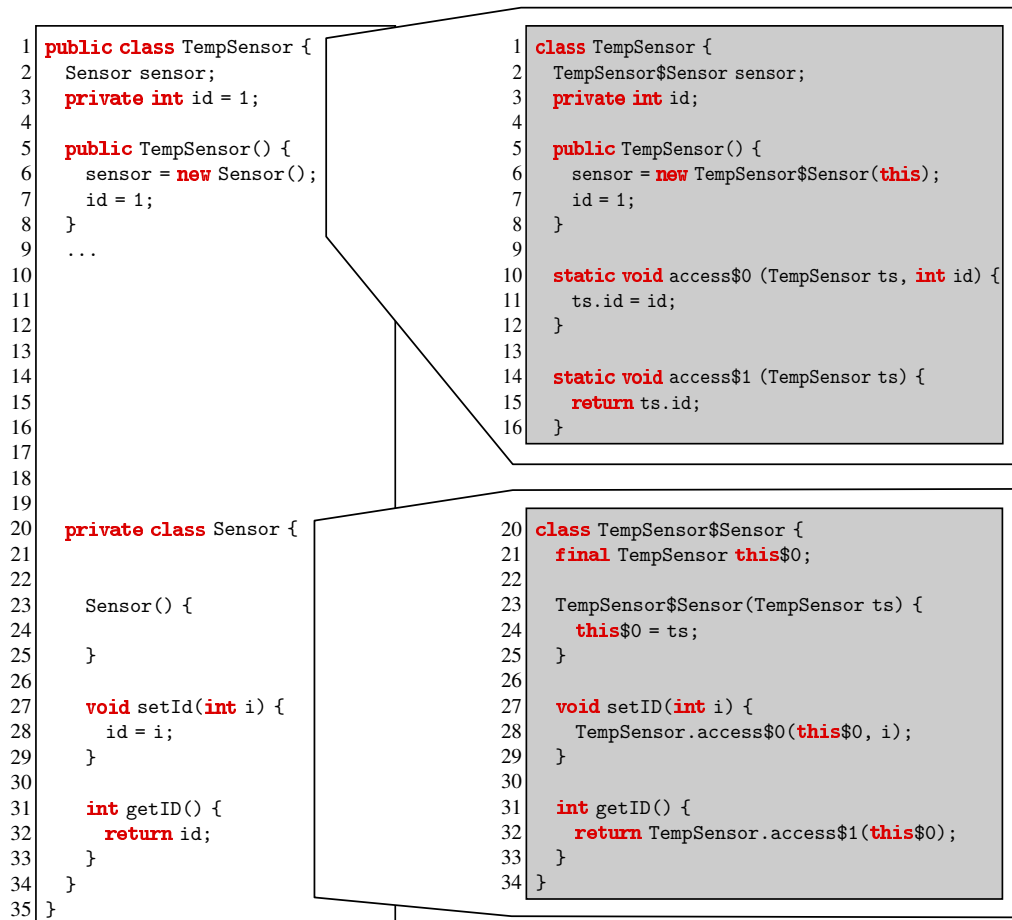 1 public class TempSensor {
2   Sensor sensor;
3   private int id = 1;
4
5   public TempSensor() {
6     sensor = new Sensor();
7     id = 1;
8   }
9   ...
10
11
12
13
14
15
16
17
18
19
20   private class Sensor {
21
22
23     Sensor() {
24
25     }
26
27     void setId(int i) {
28       id = i;
29     }
30
31     int getID() {
32       return id;
33     }
34   }
35 }
1 class TempSensor {
2   TempSensor$Sensor sensor;
3   private int id;
4
5   public TempSensor() {
6     sensor = new TempSensor$Sensor(this);
7     id = 1;
8   }
9
10   static void access$0 (TempSensor ts, int id) {
11     ts.id = id;
12   }
13
14   static void access$1 (TempSensor ts) {
15     return ts.id;
16   }
20 class TempSensor$Sensor {
21   final TempSensor this$0;
22
23   TempSensor$Sensor(TempSensor ts) {
24     this$0 = ts;
25   }
26
27   void setID(int i) {
28     TempSensor.access$0(this$0, i);
29   }
30
31   int getID() {
32     return TempSensor.access$1(this$0);
33   }
34 }